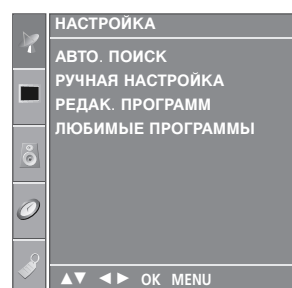 НАСТРОЙКА
АВТО. ПОИСК
РУЧНАЯ НАСТРОЙКА
РЕДАК. ПРОГРАММ
ЛЮБИМЫЕ ПРОГРАММЫ
▲▼ ◄► OK MENU